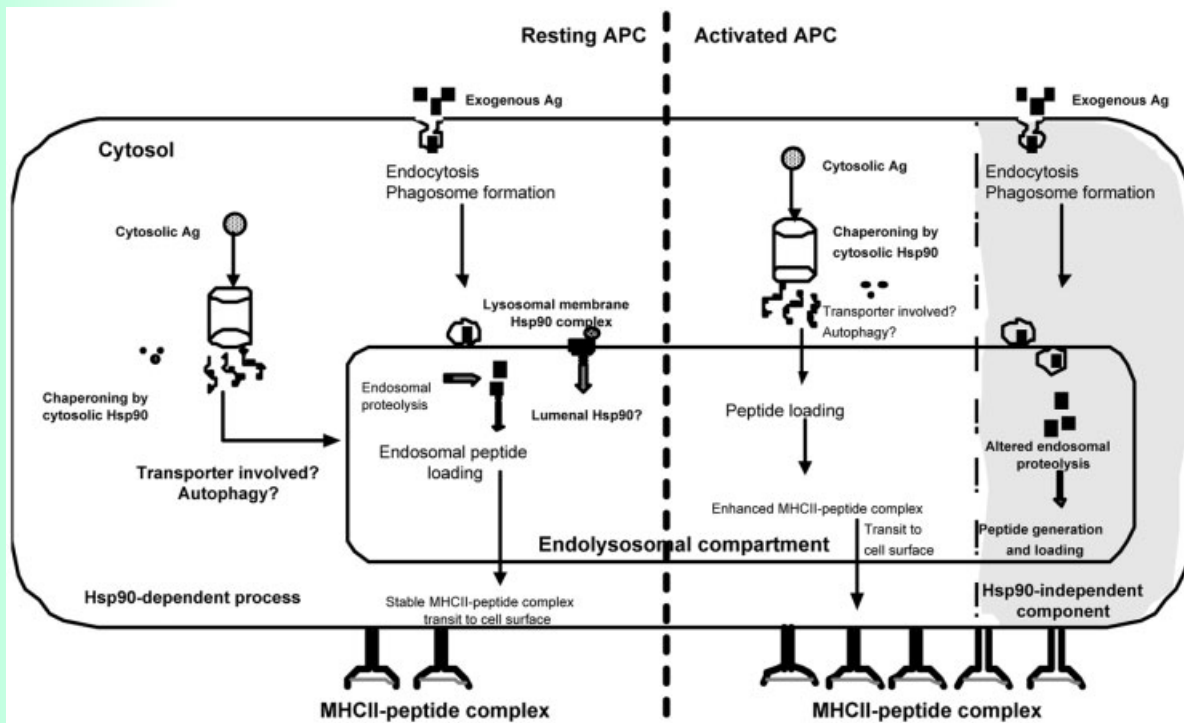 Resting APC
Activated APC
Exogenous Ag
Exogenous Ag
Cytosol
Endocytosis
Phagosome formation
Cytosolic Ag
Endocytosis
Phagosome formation
Cytosolic Ag
Chaperoning by
cytosolic Hsp90
Lysosomal membrane
Hsp90 complex
Transporter involved?
Autophagy?
Chaperoning by
cytosolic Hsp90
Endosomal
proteolysis
Lumenal Hsp90?
Peptide loading
Endosomal peptide
loading
Altered endosomal
proteolysis
Transporter involved?
Autophagy?
Enhanced MHCII-peptide complex
Transit to
cell surface
Peptide generation
and loading
Endolysosomal compartment
Hsp90-dependent process
Stable MHCII-peptide complex
transit to cell surface
Hsp90-independent
component
MHCII-peptide complex
MHCII-peptide complex